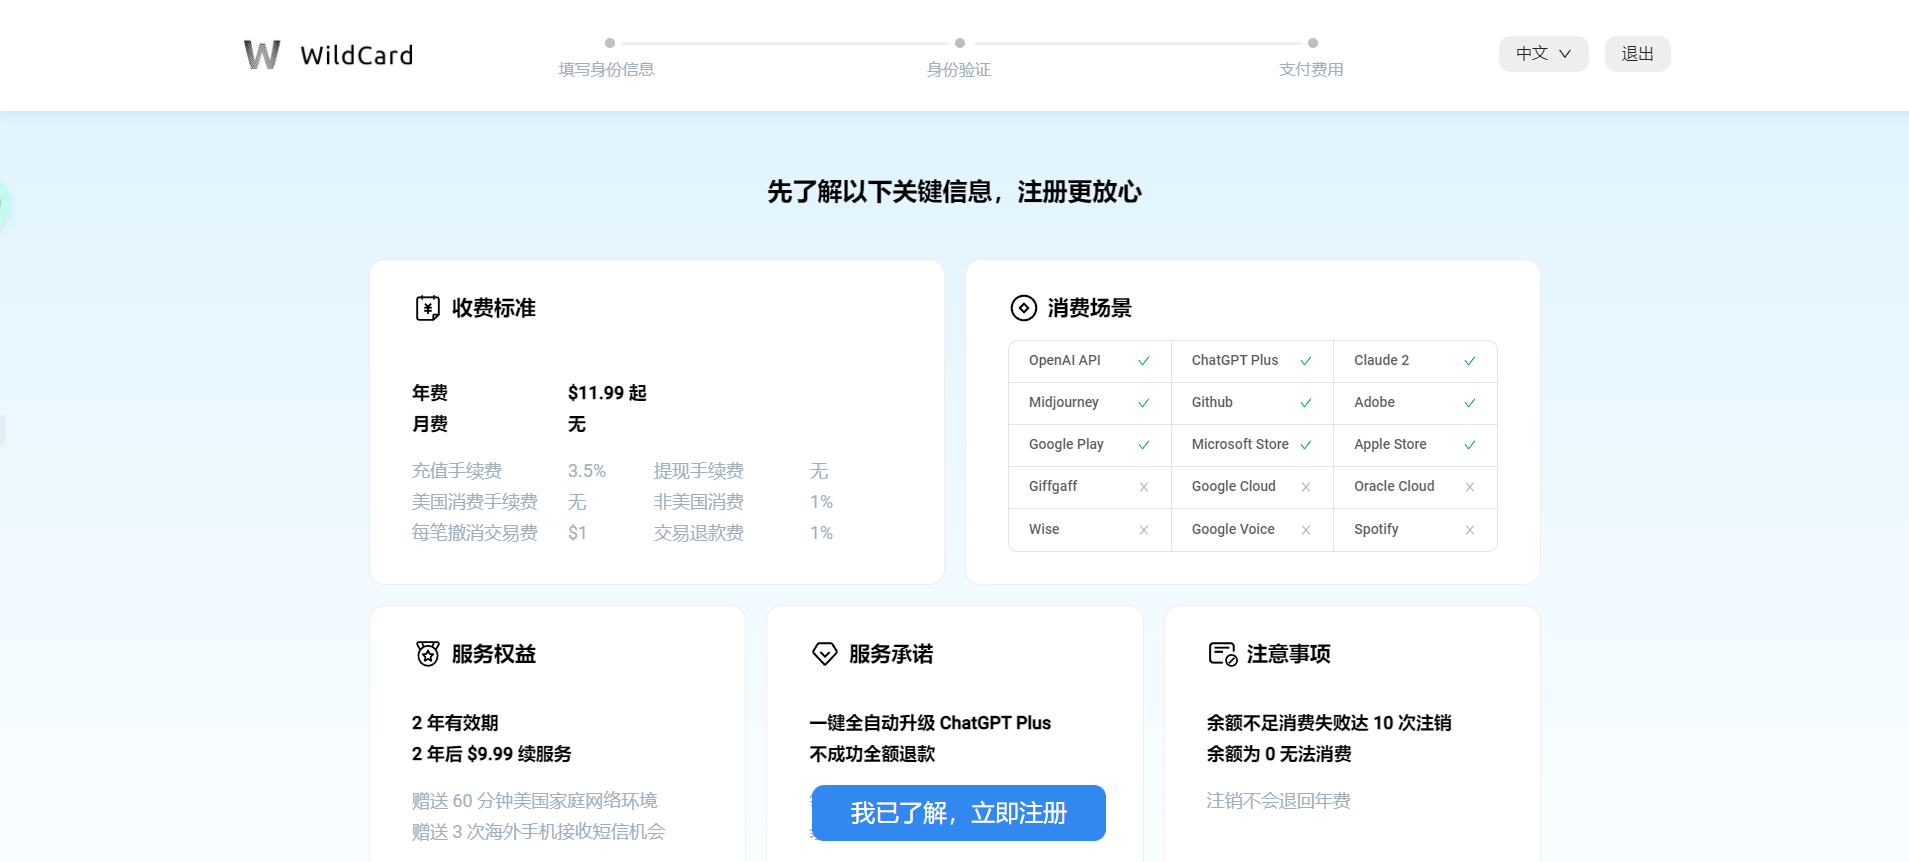 WildCard
填写身份信息
身份验证
支付费用
中文
退出
先了解以下关键信息，注册更放心
收费标准
年费 $11.99 起
月费 无
充值手续费 3.5% 提现手续费 无
美国消费手续费 无 非美国消费 1%
每笔撤消交易费 $1 交易退款费 1%
消费场景
OpenAI API ChatGPT Plus Claude 2
Midjourney Github Adobe
Google Play Microsoft Store Apple Store
Giffgaff Google Cloud Oracle Cloud
Wise Google Voice Spotify
服务权益
2 年有效期
2 年后 $9.99 续服务
赠送 60 分钟美国家庭网络环境
赠送 3 次海外手机接收短信机会
服务承诺
一键全自动升级 ChatGPT Plus
不成功全额退款
我已了解，立即注册
注意事项
余额不足消费失败达 10 次注销
余额为 0 无法消费
注销不会退回年费